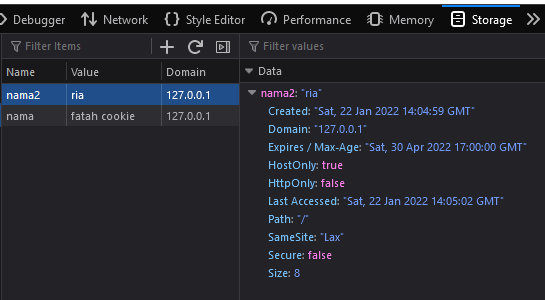 Debugger Network Style Editor Performance Memory Storage
Filter Items Filter values
Name Value Domain
nama2 ria 127.0.0.1
nama fatah cookie 127.0.0.1
Data
nama2: "ria"
Created: "Sat, 22 Jan 2022 14:04:59 GMT"
Domain: "127.0.0.1"
Expires / Max-Age: "Sat, 30 Apr 2022 17:00:00 GMT"
HostOnly: true
HttpOnly: false
Last Accessed: "Sat, 22 Jan 2022 14:05:02 GMT"
Path: "/"
SameSite: "Lax"
Secure: false
Size: 8